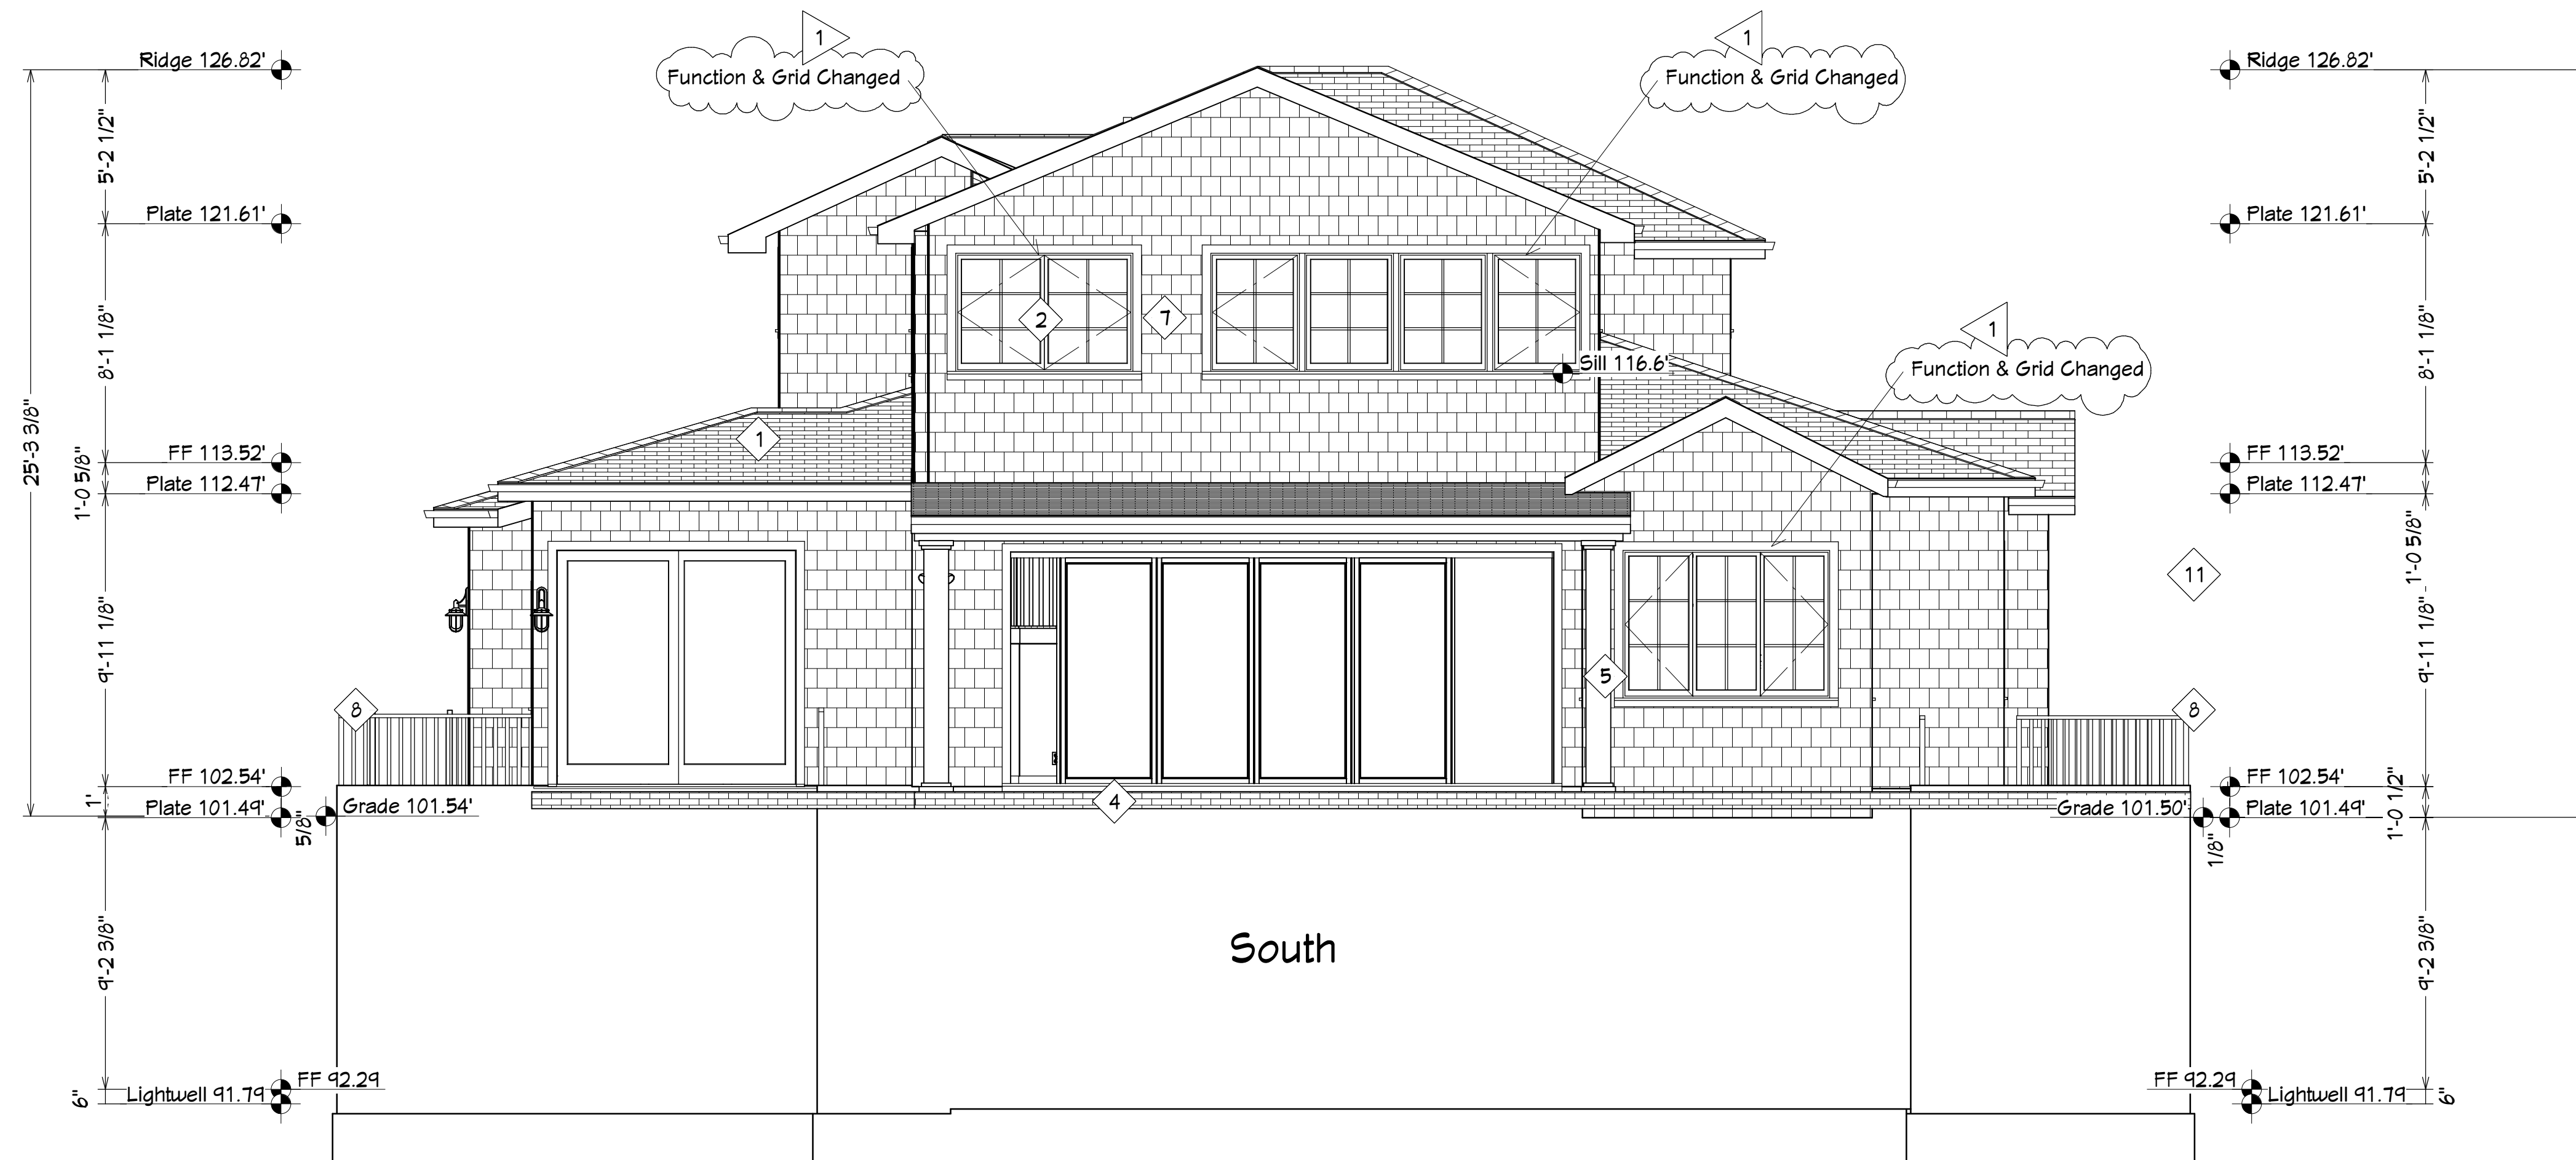 1
1
Function & Grid Changed
Function & Grid Changed
Ridge 126.82'
Ridge 126.82'
5'-2 1/2"
5'-2 1/2"
Plate 121.61'
Plate 121.61'
8'-1 1/8"
8'-1 1/8"
25'-3 3/8"
2
7
1
Function & Grid Changed
Sill 116.6'
1
FF 113.52'
FF 113.52'
Plate 112.47'
Plate 112.47'
1'-0 5/8"
1'-0 5/8"
11
9'-11 1/8"
9'-11 1/8"
5
8
8
FF 102.54'
FF 102.54'
1'
1'-0 1/2"
4
Plate 101.49'
Grade 101.54'
Grade 101.50'
Plate 101.49'
5/8"
1/8"
9'-2 3/8"
9'-2 3/8"
South
FF 92.29
FF 92.29
Lightwell 91.79
Lightwell 91.79
6"
6"